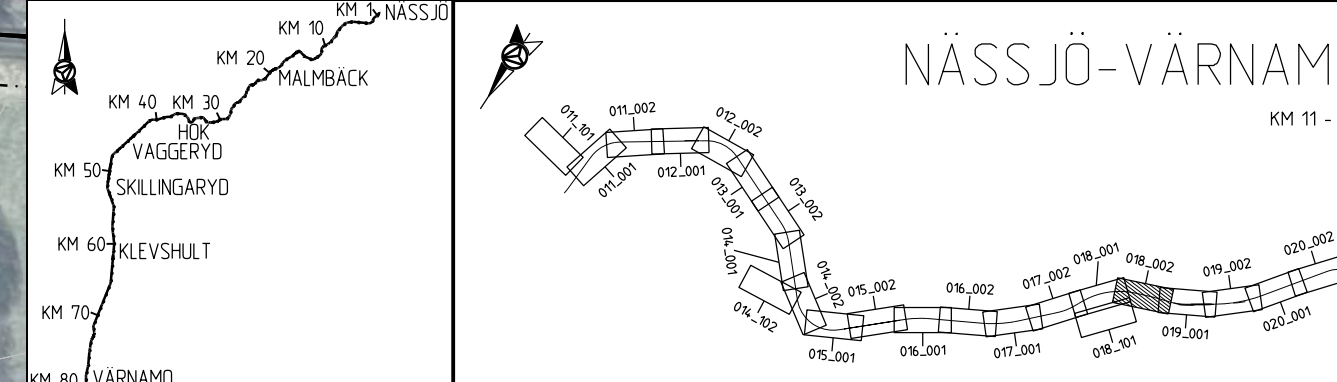 KM 1 NÄSSJÖ
KM 10
KM 20
MALMBÄCK
KM 40 KM 30
HOK
VAGGERYD
KM 50
SKILLINGARYD
KM 60 KLEVSHULT
KM 70
KM 80 VÄRNAMO
NÄSSJÖ-VÄRNAM
KM 11 -
011_101
011_002
011_001
012_001
012_002
013_001
013_002
014_001
014_002
014_102
015_001
015_002
016_001
016_002
017_001
017_002
018_001
018_101
018_002
019_001
019_002
020_001
020_002